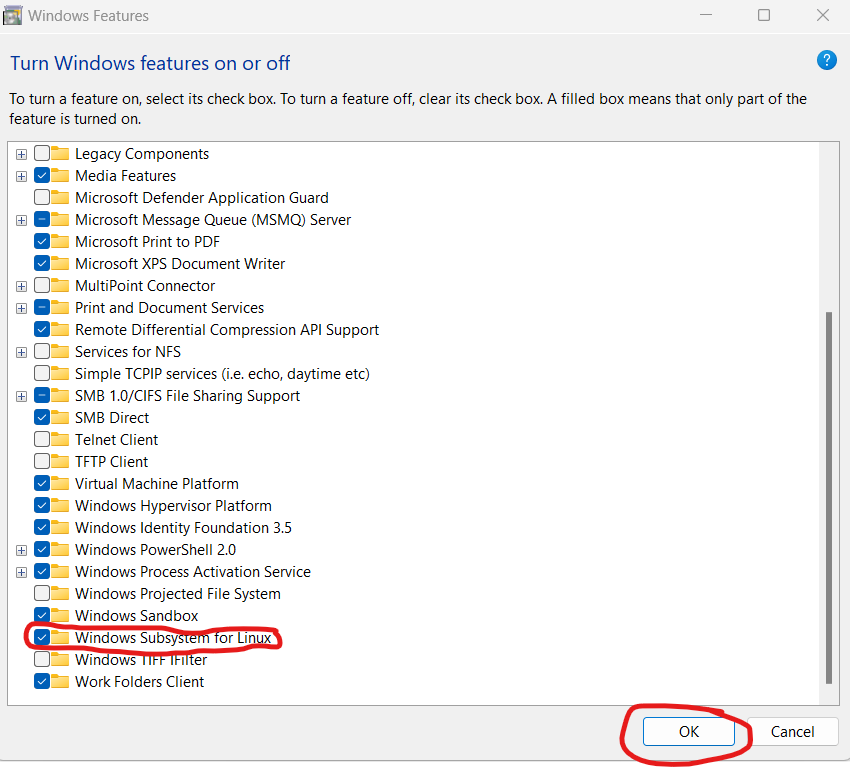 Windows Features
Turn Windows features on or off
?
To turn a feature on, select its check box. To turn a feature off, clear its check box. A filled box means that only part of the
feature is turned on.
Legacy Components
Media Features
Microsoft Defender Application Guard
Microsoft Message Queue (MSMQ) Server
Microsoft Print to PDF
Microsoft XPS Document Writer
MultiPoint Connector
Print and Document Services
Remote Differential Compression API Support
Services for NFS
Simple TCPIP services (i.e. echo, daytime etc)
SMB 1.0/CIFS File Sharing Support
SMB Direct
Telnet Client
TFTP Client
Virtual Machine Platform
Windows Hypervisor Platform
Windows Identity Foundation 3.5
Windows PowerShell 2.0
Windows Process Activation Service
Windows Projected File System
Windows Sandbox
Windows Subsystem for Linux
Windows TIFF IFilter
Work Folders Client
OK Cancel